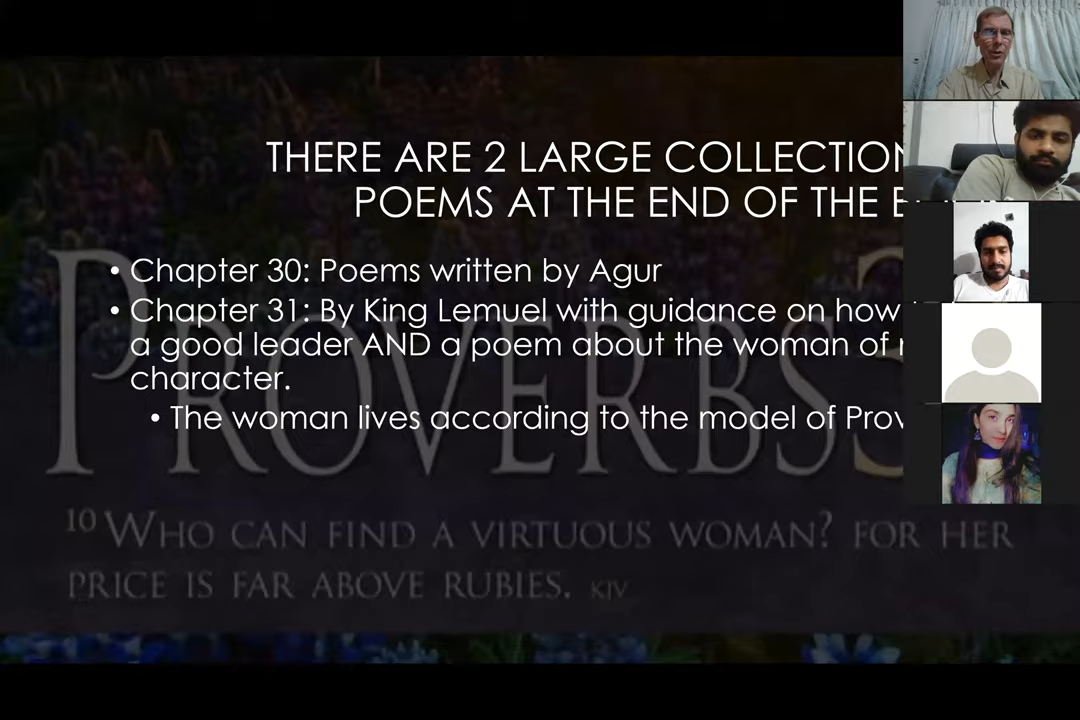 THERE ARE 2 LARGE COLLECTION
POEMS AT THE END OF THE
• Chapter 30: Poems written by Agur
• Chapter 31: By King Lemuel with guidance on how
a good leader AND a poem about the woman of
character.
• The woman lives according to the model of Prov
PROVERBS 3
10 WHO CAN FIND A VIRTUOUS WOMAN? FOR HER
PRICE IS FAR ABOVE RUBIES. KJV